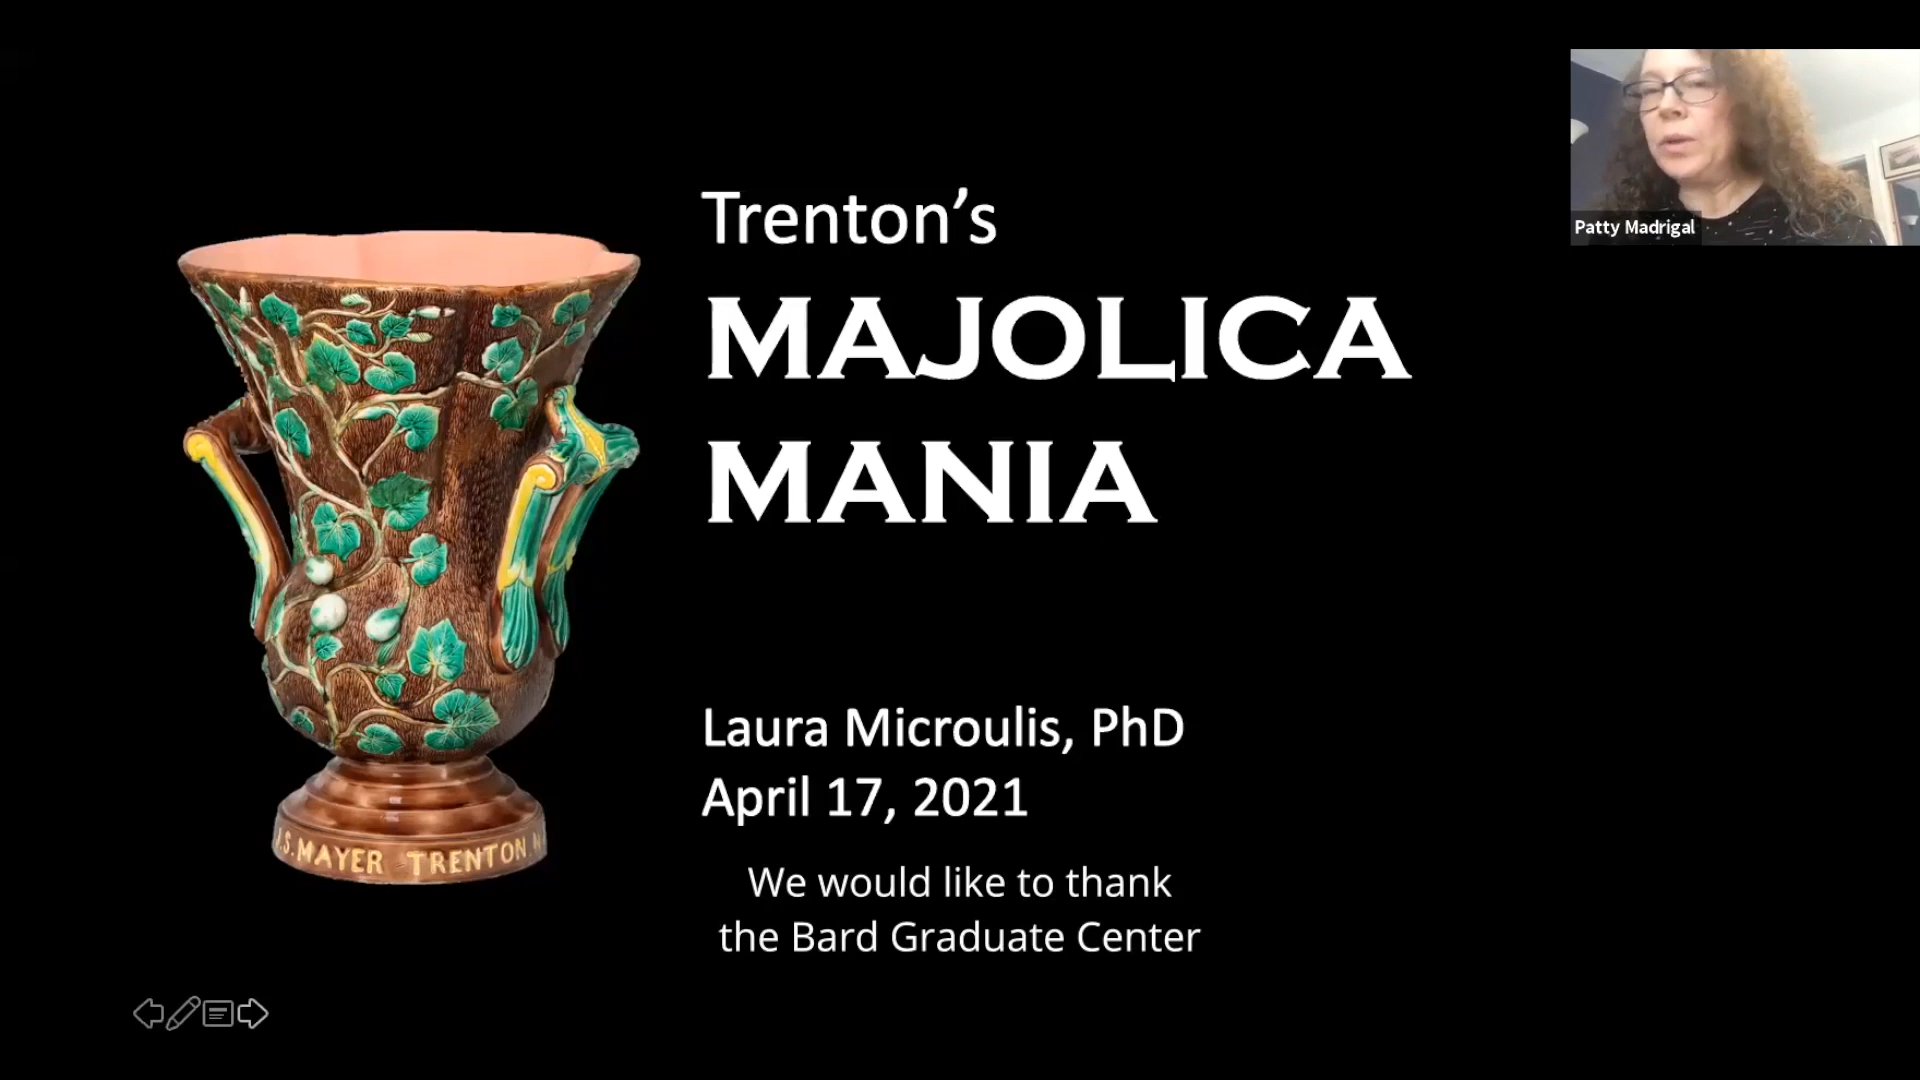 Trenton's
MAJOLICA
MANIA
Patty Madrigal
Laura Microulis, PhD
April 17, 2021
J.S. MAYER TRENTON. N
We would like to thank
the Bard Graduate Center